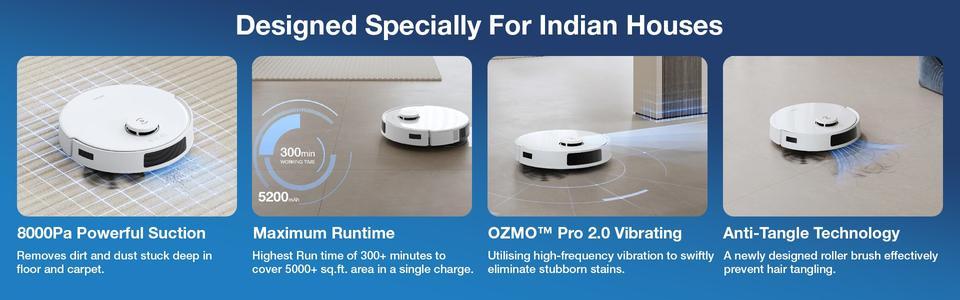 Designed Specially For Indian Houses
300min
WORKING TIME
5200mAh
8000Pa Powerful Suction
Removes dirt and dust stuck deep in
floor and carpet.
Maximum Runtime
Highest Run time of 300+ minutes to
cover 5000+ sq.ft. area in a single charge.
OZMO™ Pro 2.0 Vibrating
Utilising high-frequency vibration to swiftly
eliminate stubborn stains.
Anti-Tangle Technology
A newly designed roller brush effectively
prevent hair tangling.